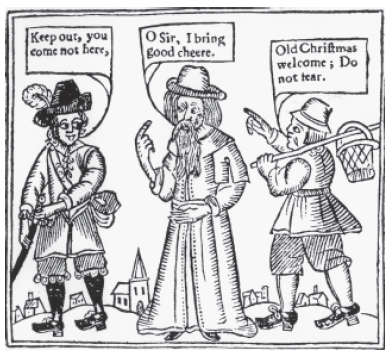 Keep out, you
come not here,
O Sir, I bring
good cheere.
Old Chriſtmas
welcome; Do
not fear.